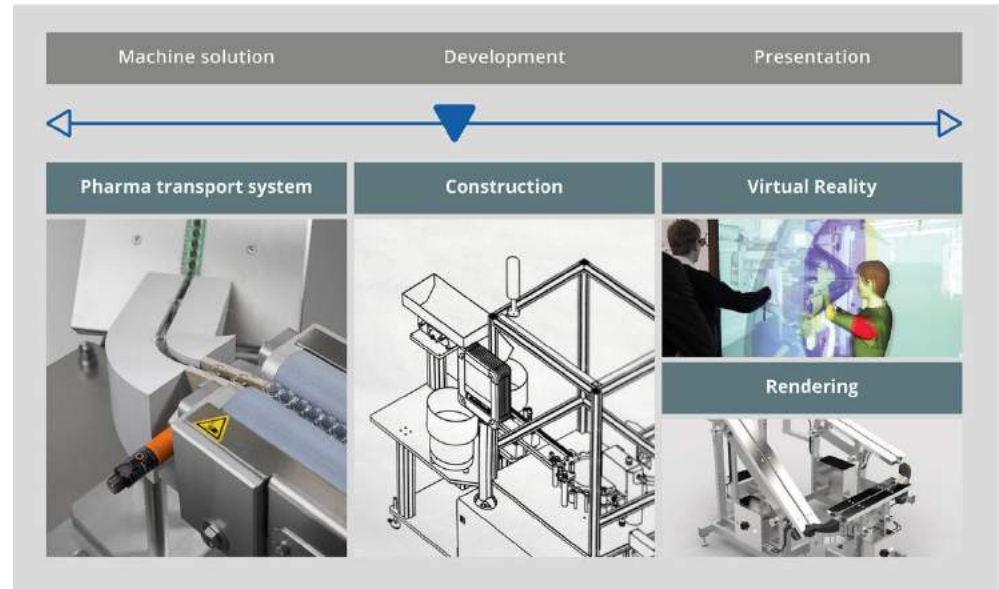 Machine solution
Development
Presentation
Pharma transport system
Construction
Virtual Reality
Rendering